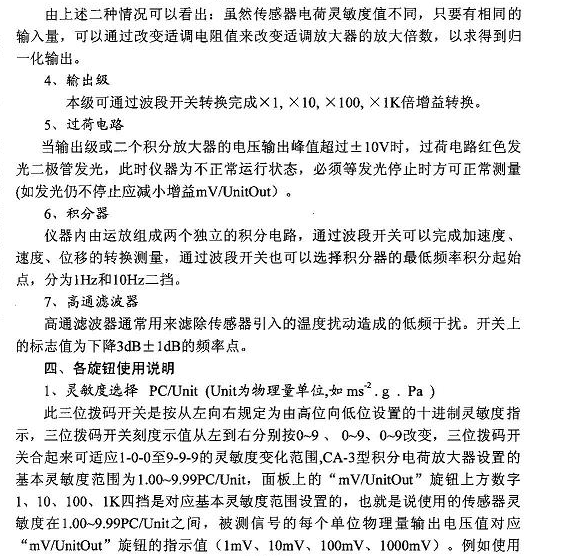 由上述二种情况可以看出：虽然传感器电荷灵敏度值不同，只要有相同的
输入量，可以通过改变适调电阻值来改变适调放大器的放大倍数，以求得到归
一化输出。
4、输出级
本级可通过波段开关转换完成×1, ×10, ×100, ×1K倍增益转换。
5、过荷电路
当输出级或二个积分放大器的电压输出峰值超过±10V时，过荷电路红色发
光二极管发光，此时仪器为不正常运行状态，必须等发光停止时方可正常测量
(如发光仍不停止应减小增益mV/UnitOut）。
6、积分器
仪器内由运放组成两个独立的积分电路，通过波段开关可以完成加速度、
速度、位移的转换测量，通过波段开关也可以选择积分器的最低频率积分起始
点，分为1Hz和10Hz二挡。
7、高通滤波器
高通滤波器通常用来滤除传感器引入的温度扰动造成的低频干扰。开关上
的标志值为下降3dB±1dB的频率点。
四、各旋钮使用说明
1、灵敏度选择 PC/Unit (Unit为物理量单位,如 ms⁻² . g . Pa )
此三位拨码开关是按从左向右规定为由高位向低位设置的十进制灵敏度指
示，三位拨码开关刻度示值从左到右分别按0~9 、 0~9、0~9改变，三位拨码开
关合起来可适应1-0-0至9-9-9的灵敏度变化范围,CA-3型积分电荷放大器设置的
基本灵敏度范围为1.00~9.99PC/Unit，面板上的“mV/UnitOut”旋钮上方数字
1、10、100、1K四挡是对应基本灵敏度范围设置的，也就是说使用的传感器灵
敏度在1.00~9.99PC/Unit之间，被测信号的每个单位物理量输出电压值对应
“mV/UnitOut”旋钮的指示值（1mV、10mV、100mV、1000mV）。例如使用